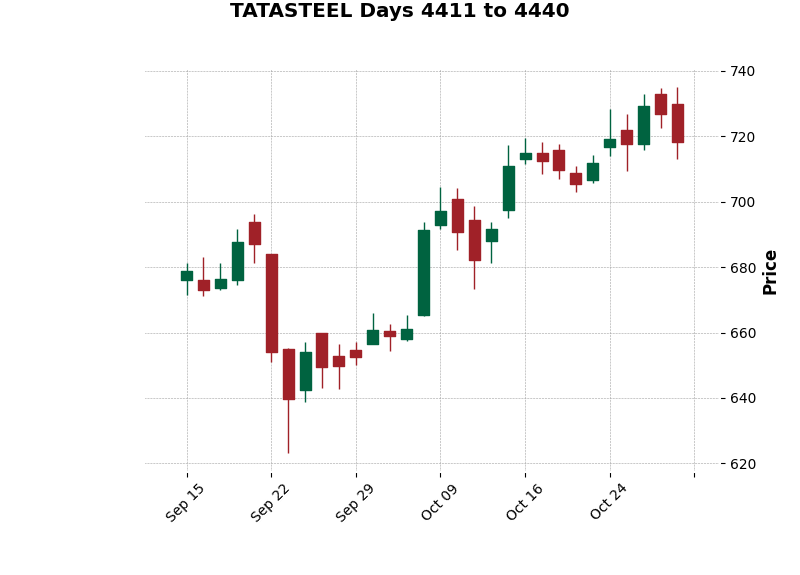 TATASTEEL Days 4411 to 4440
740
720
700
680
660
640
620
Price
Sep 15
Sep 22
Sep 29
Oct 09
Oct 16
Oct 24